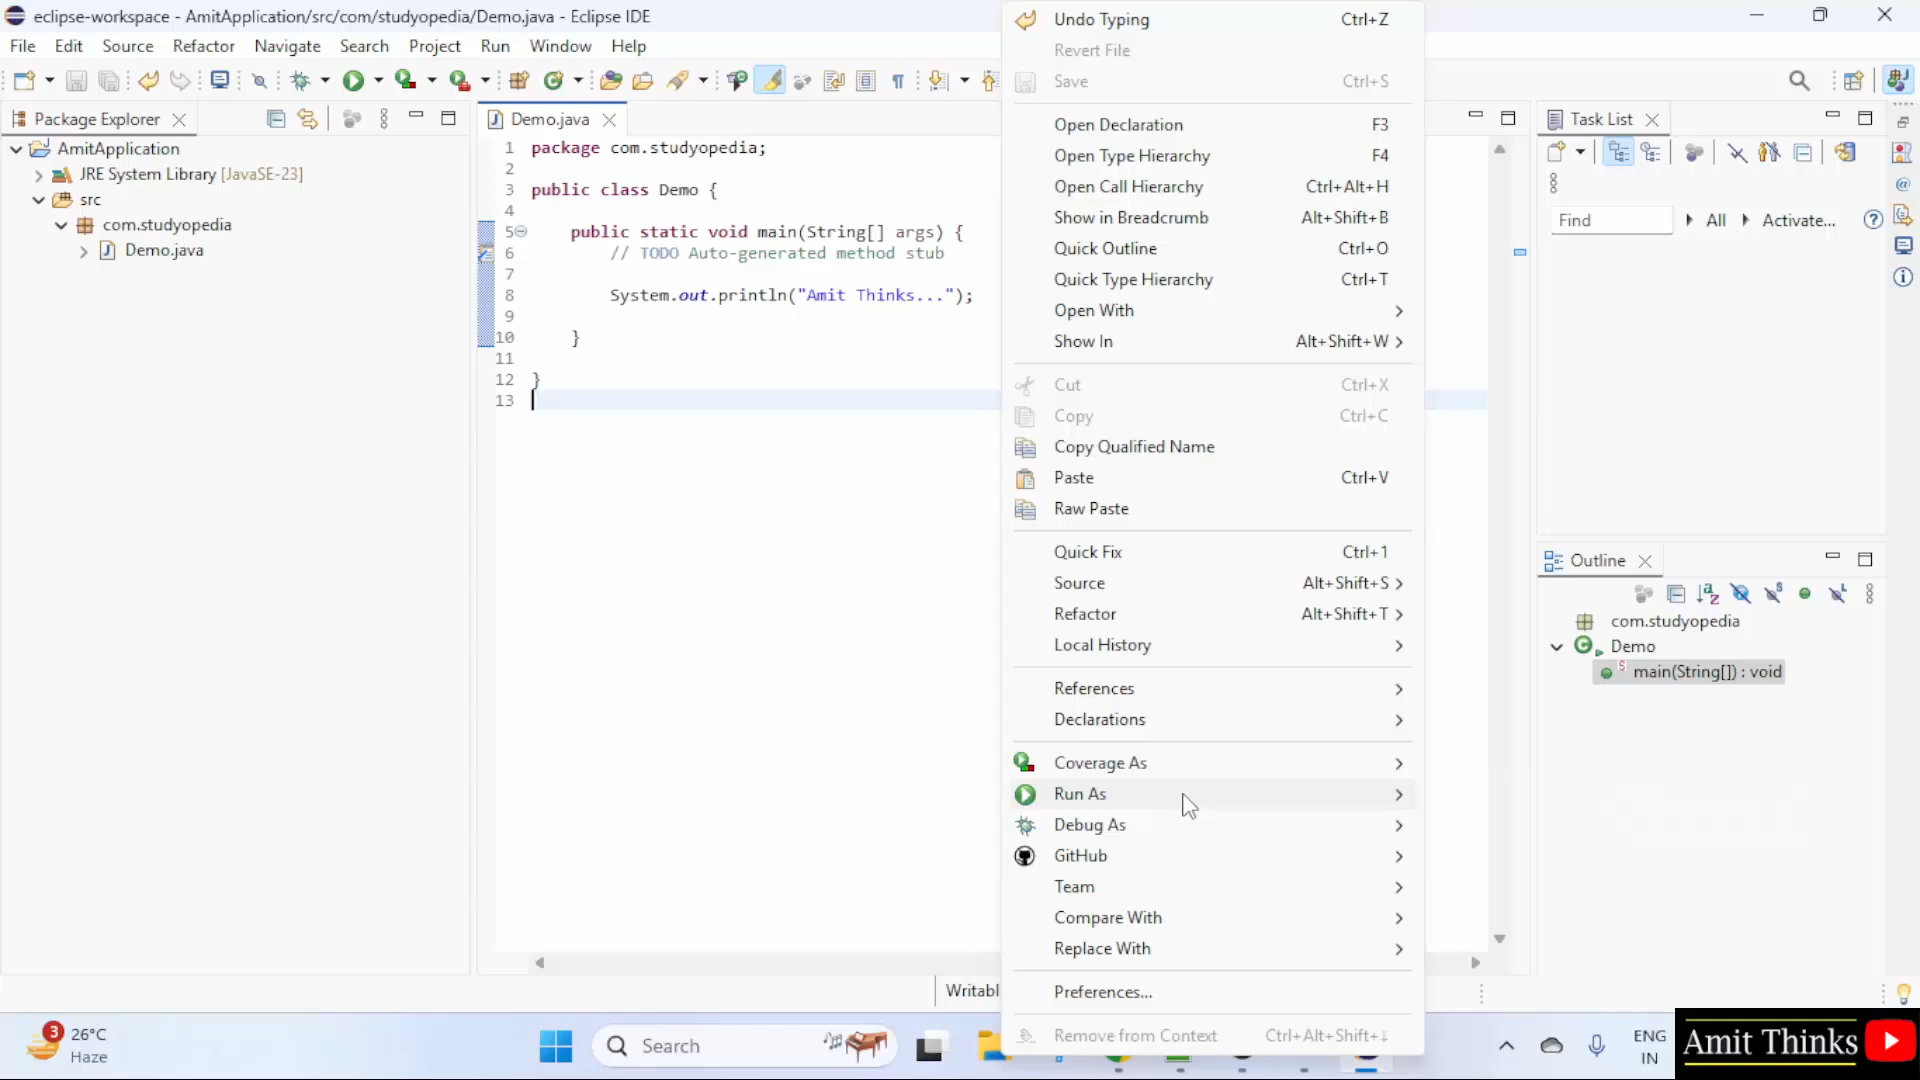 eclipse-workspace - AmitApplication/src/com/studyopedia/Demo.java - Eclipse IDE
File Edit Source Refactor Navigate Search Project Run Window Help
Package Explorer
AmitApplication
JRE System Library [JavaSE-23]
src
com.studyopedia
Demo.java
Demo.java
1 package com.studyopedia;
2
3 public class Demo {
4
5 public static void main(String[] args) {
6 // TODO Auto-generated method stub
7
8 System.out.println("Amit Thinks...");
9
10 }
11
12 }
13
Writabl
Undo Typing Ctrl+Z
Revert File
Save Ctrl+S
Open Declaration F3
Open Type Hierarchy F4
Open Call Hierarchy Ctrl+Alt+H
Show in Breadcrumb Alt+Shift+B
Quick Outline Ctrl+O
Quick Type Hierarchy Ctrl+T
Open With
Show In Alt+Shift+W
Cut Ctrl+X
Copy Ctrl+C
Copy Qualified Name
Paste Ctrl+V
Raw Paste
Quick Fix Ctrl+1
Source Alt+Shift+S
Refactor Alt+Shift+T
Local History
References
Declarations
Coverage As
Run As
Debug As
GitHub
Team
Compare With
Replace With
Preferences...
Remove from Context Ctrl+Alt+Shift+↓
Task List
Find All Activate...
Outline
com.studyopedia
Demo
main(String[]) : void
3
26°C
Haze
Search
ENG
IN
Amit Thinks